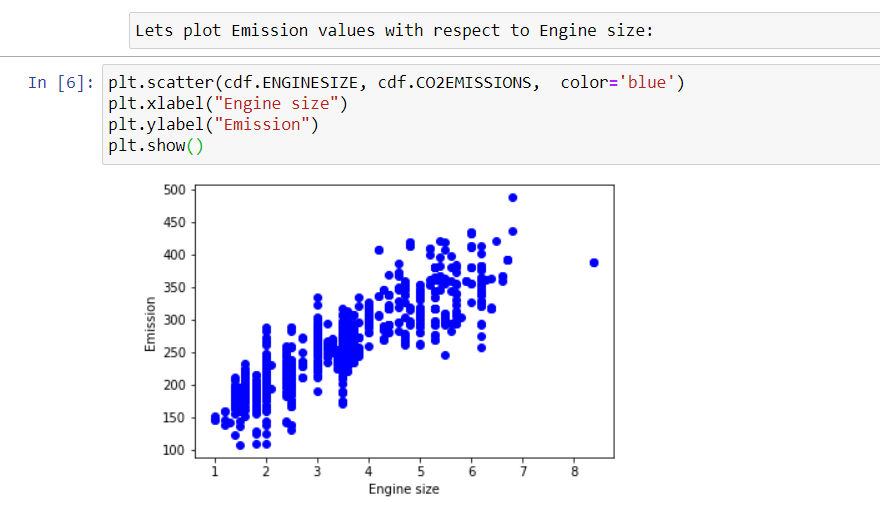 Lets plot Emission values with respect to Engine size:
In [6]: plt.scatter(cdf.ENGINESIZE, cdf.CO2EMISSIONS,  color='blue')
plt.xlabel("Engine size")
plt.ylabel("Emission")
plt.show()
500
450
400
350
300
250
200
150
100
Emission
1 2 3 4 5 6 7 8
Engine size